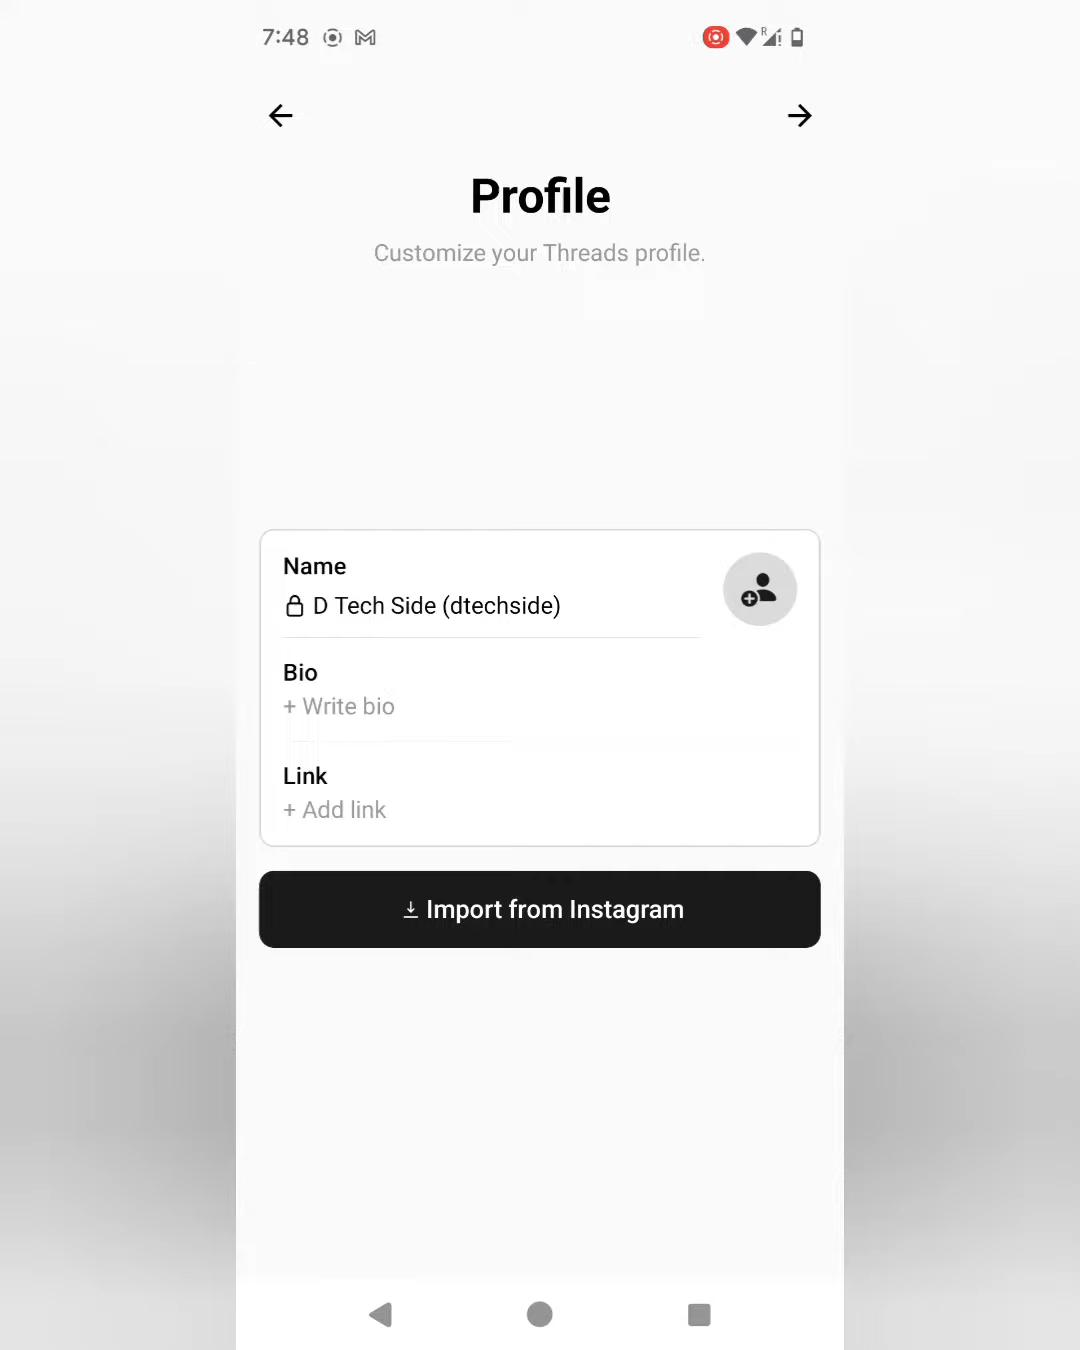 7:48
Profile
Customize your Threads profile.
Name
D Tech Side (dtechside)
Bio
+ Write bio
Link
+ Add link
Import from Instagram